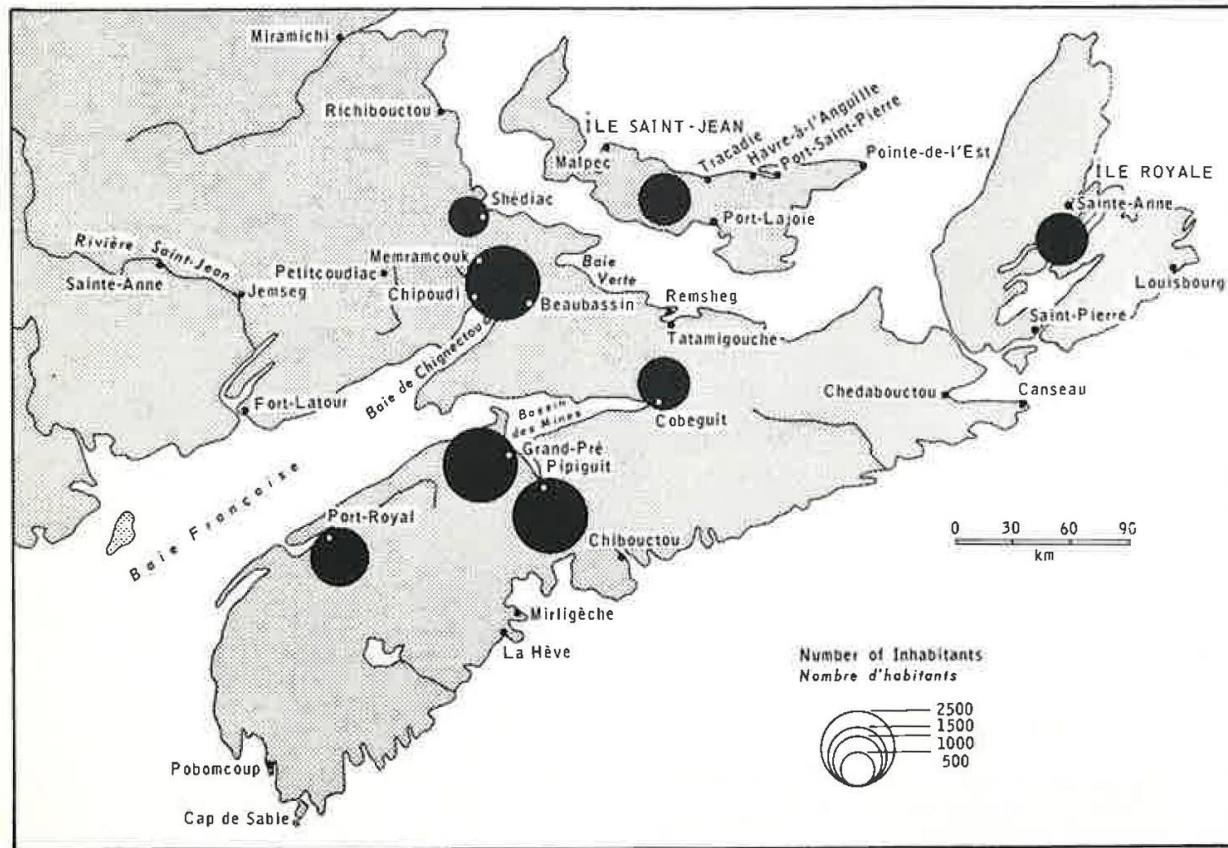 Miramichi
Richibouctou
ÎLE SAINT-JEAN
Malpec
Tracadie
Havre-à-l'Anguille
Port-Saint-Pierre
Pointe-de-l'Est
Port-Lajoie
ÎLE ROYALE
Sainte-Anne
Louisbourg
Saint-Pierre
Shédiac
Memramcouk
Rivière Saint-Jean
Sainte-Anne
Petitcoudiac
Jemseg
Chipoudi
Beaubassin
Baie Verte
Remsheg
Tatamigouche
Baie de Chignectou
Fort-Latour
Chedabouctou
Canseau
Cobeguit
Bassin des Mines
Grand-Pré
Pipiguit
Baie Française
Port-Royal
Chibouctou
0 30 60 90
km
Mirligèche
La Hève
Pobomcoup
Cap de Sable
Number of Inhabitants
Nombre d'habitants
2500
1500
1000
500